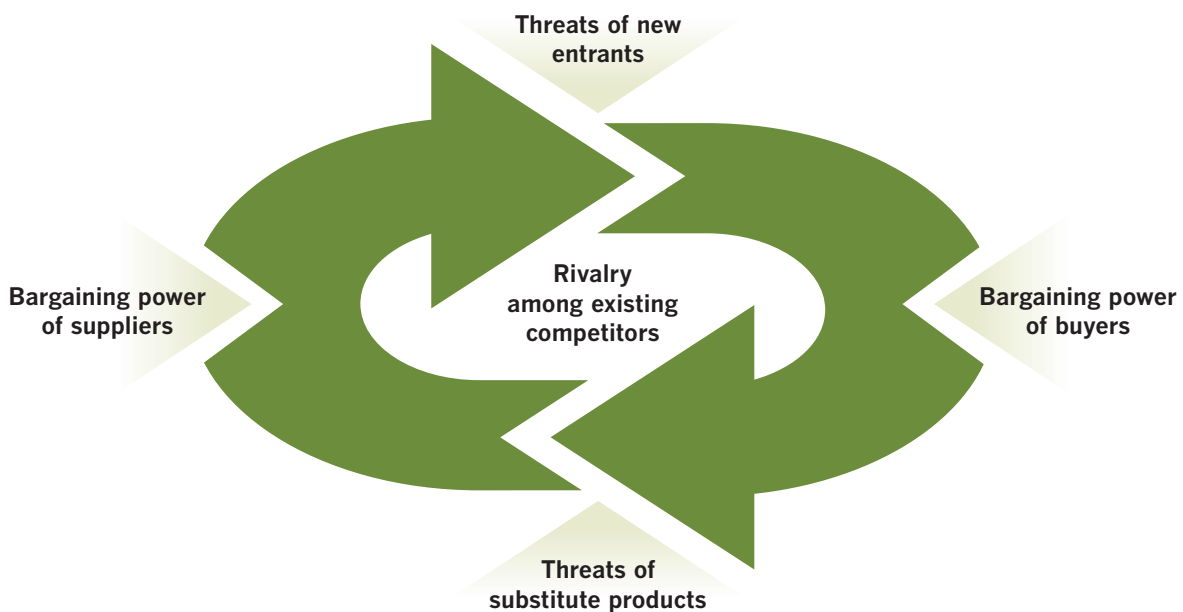 Threats of new
entrants
Bargaining power
of suppliers
Rivalry
among existing
competitors
Bargaining power
of buyers
Threats of
substitute products